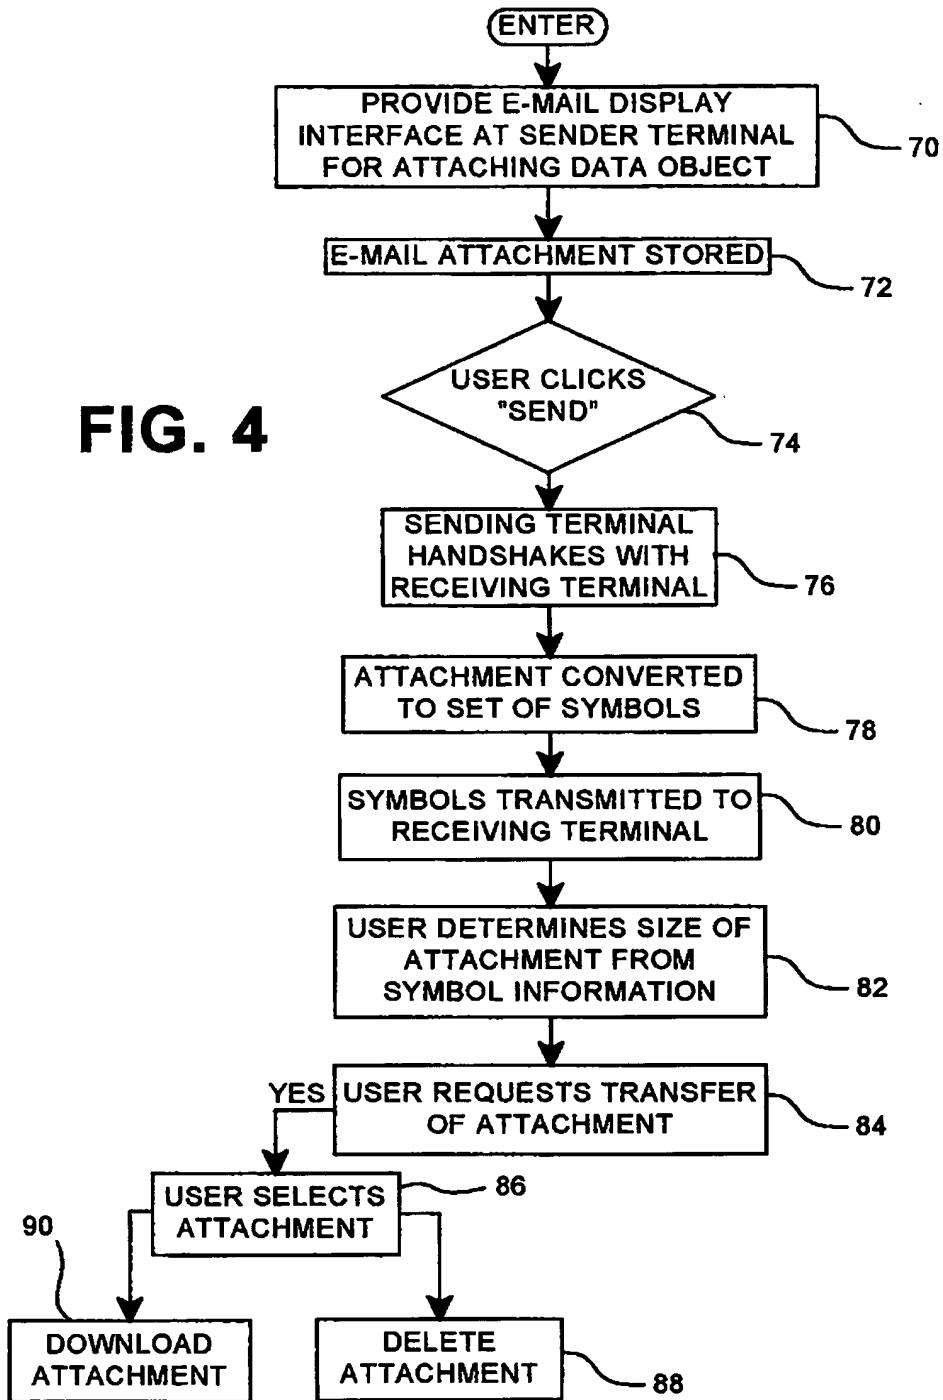 ENTER
PROVIDE E-MAIL DISPLAY
INTERFACE AT SENDER TERMINAL
FOR ATTACHING DATA OBJECT
70
E-MAIL ATTACHMENT STORED
72
USER CLICKS
"SEND"
74
FIG. 4
SENDING TERMINAL
HANDSHAKES WITH
RECEIVING TERMINAL
76
ATTACHMENT CONVERTED
TO SET OF SYMBOLS
78
SYMBOLS TRANSMITTED TO
RECEIVING TERMINAL
80
USER DETERMINES SIZE OF
ATTACHMENT FROM
SYMBOL INFORMATION
82
YES
USER REQUESTS TRANSFER
OF ATTACHMENT
84
USER SELECTS
ATTACHMENT
86
90
DOWNLOAD
ATTACHMENT
DELETE
ATTACHMENT
88